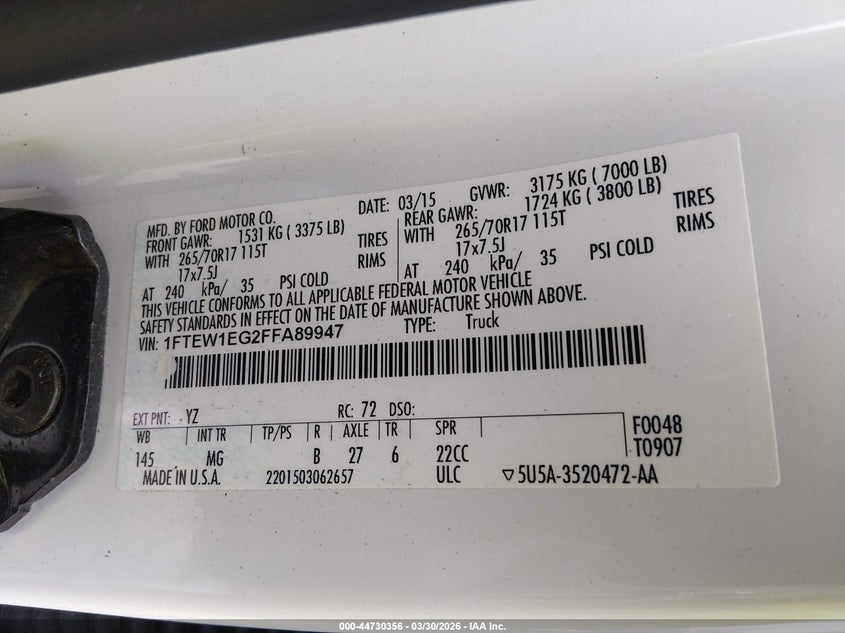 MFD. BY FORD MOTOR CO.
DATE: 03/15 GVWR: 3175 KG ( 7000 LB)
FRONT GAWR: 1531 KG ( 3375 LB)
REAR GAWR: 1724 KG ( 3800 LB)
WITH 265/70R17 115T TIRES
WITH 265/70R17 115T TIRES
17x7.5J RIMS
17x7.5J RIMS
AT 240 kPa/ 35 PSI COLD
AT 240 kPa/ 35 PSI COLD
THIS VEHICLE CONFORMS TO ALL APPLICABLE FEDERAL MOTOR VEHICLE
SAFETY STANDARDS IN EFFECT ON THE DATE OF MANUFACTURE SHOWN ABOVE.
VIN: 1FTEW1EG2FFA89947 TYPE: Truck
EXT PNT: YZ RC: 72 DSO:
WB INT TR TP/PS R AXLE TR SPR F0048
145 MG B 27 6 22CC T0907
MADE IN U.S.A. 2201503062657 ULC ▽5U5A-3520472-AA
000-44730356 — 03/30/2026 — IAA Inc.